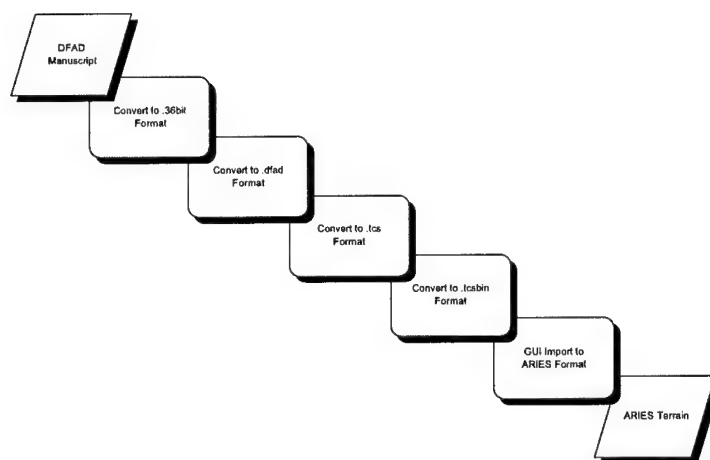 DFAD
Manuscript
Convert to .36bit
Format
Convert to .dfad
Format
Convert to .tcs
Format
Convert to .tcsbin
Format
GUI Import to
ARIES Format
ARIES Terrain